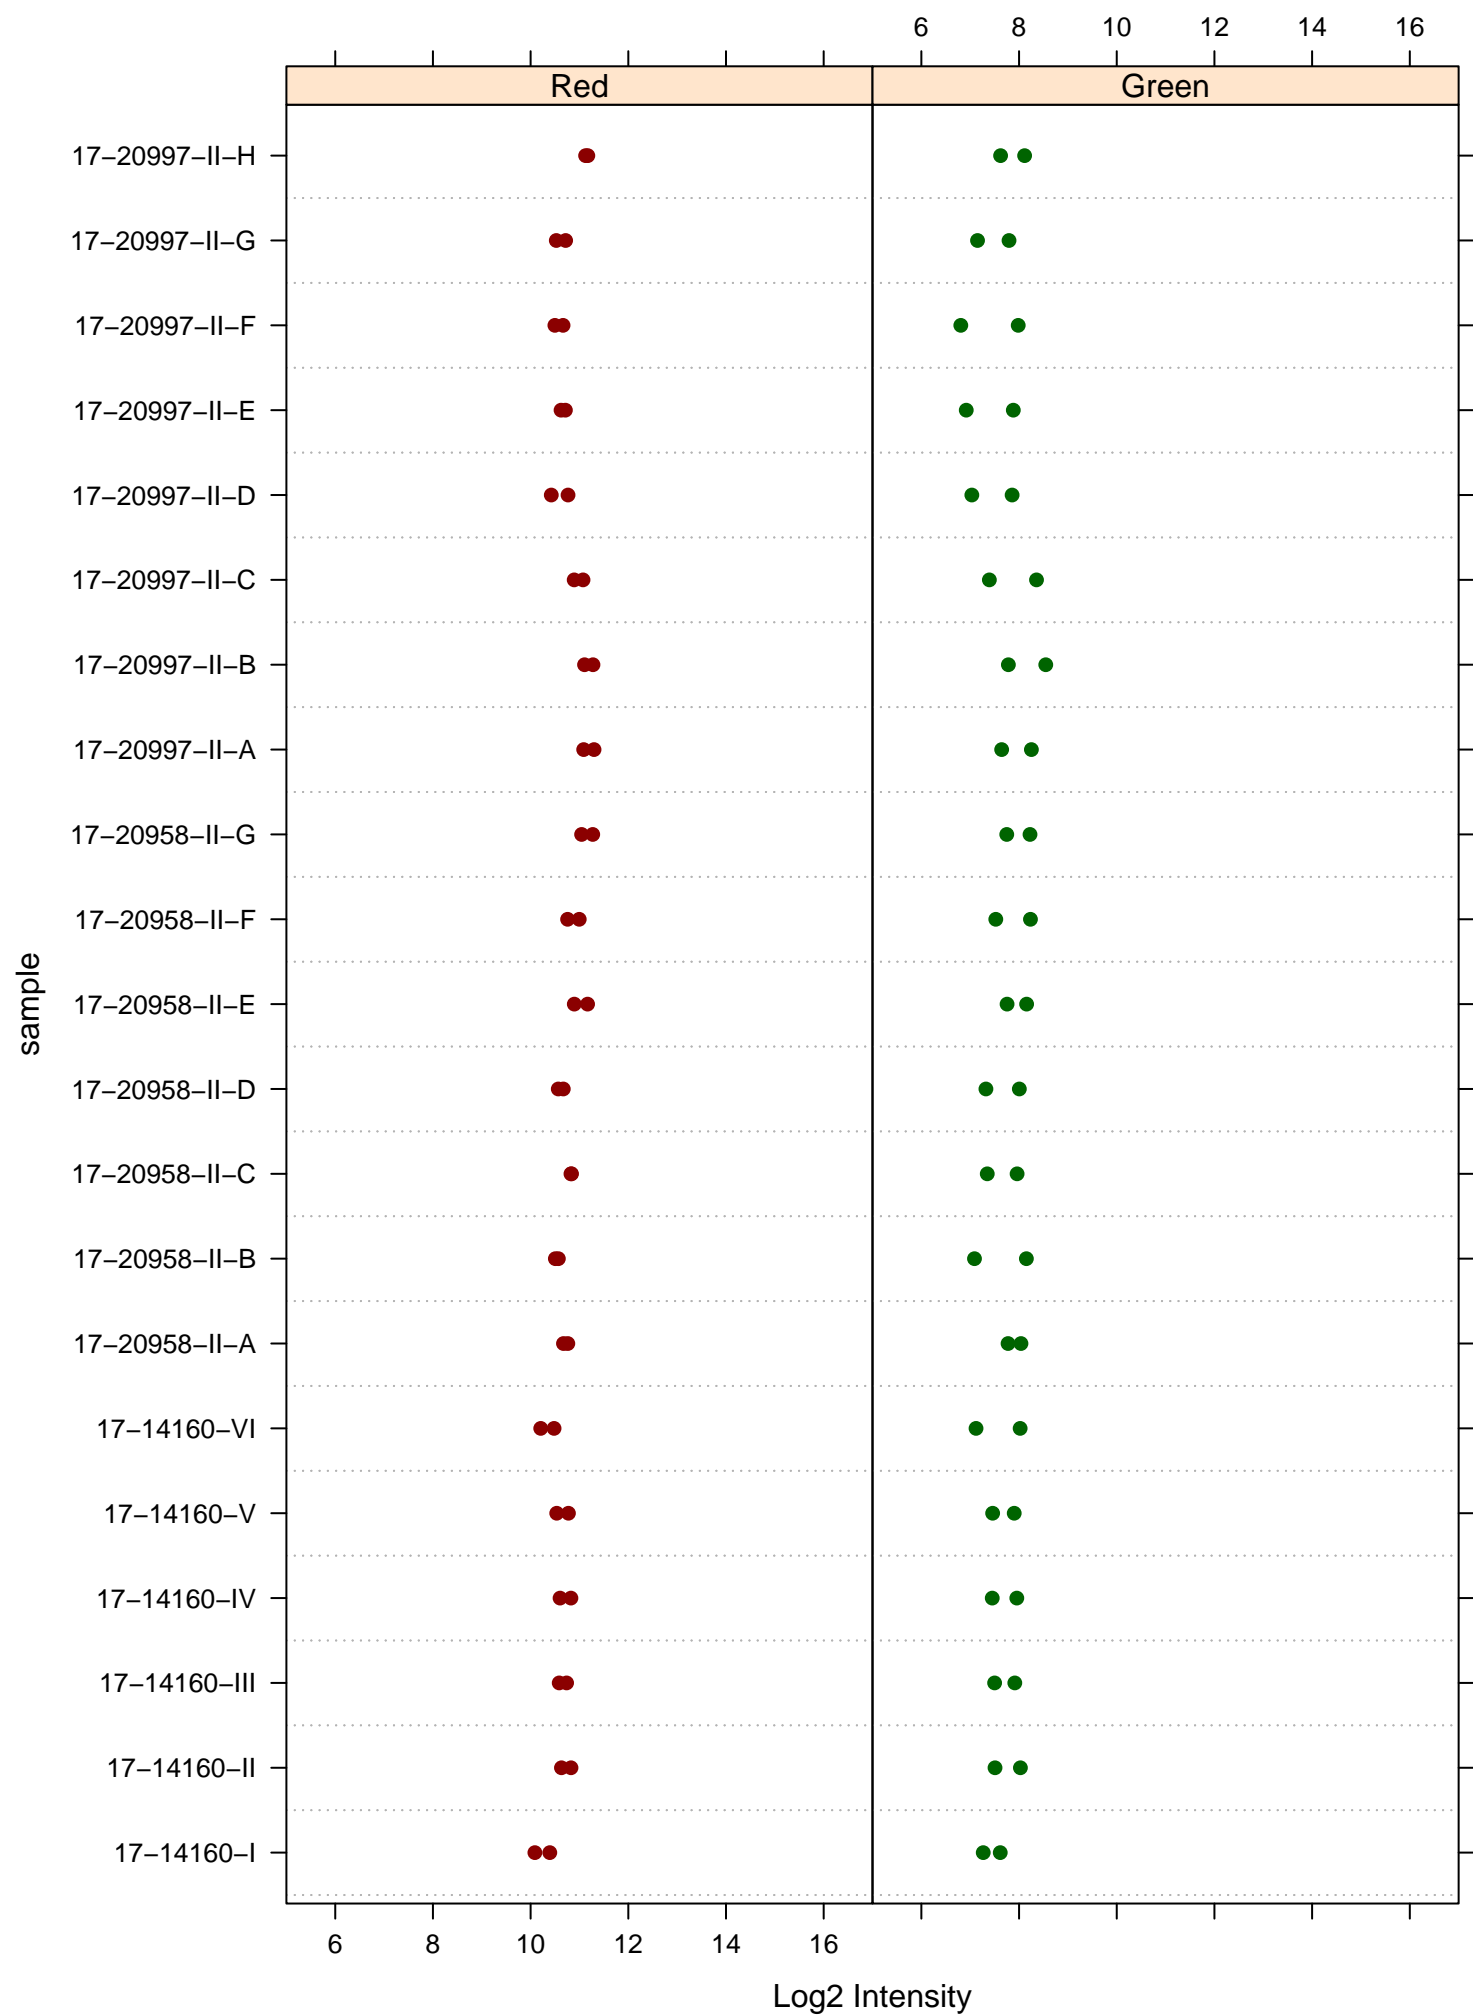 6 8 10 12 14 16
Red Green
17−20997−II−H
17−20997−II−G
17−20997−II−F
17−20997−II−E
17−20997−II−D
17−20997−II−C
17−20997−II−B
17−20997−II−A
17−20958−II−G
17−20958−II−F
17−20958−II−E
17−20958−II−D
17−20958−II−C
17−20958−II−B
17−20958−II−A
17−14160−VI
17−14160−V
17−14160−IV
17−14160−III
17−14160−II
17−14160−I
sample
6 8 10 12 14 16
Log2 Intensity